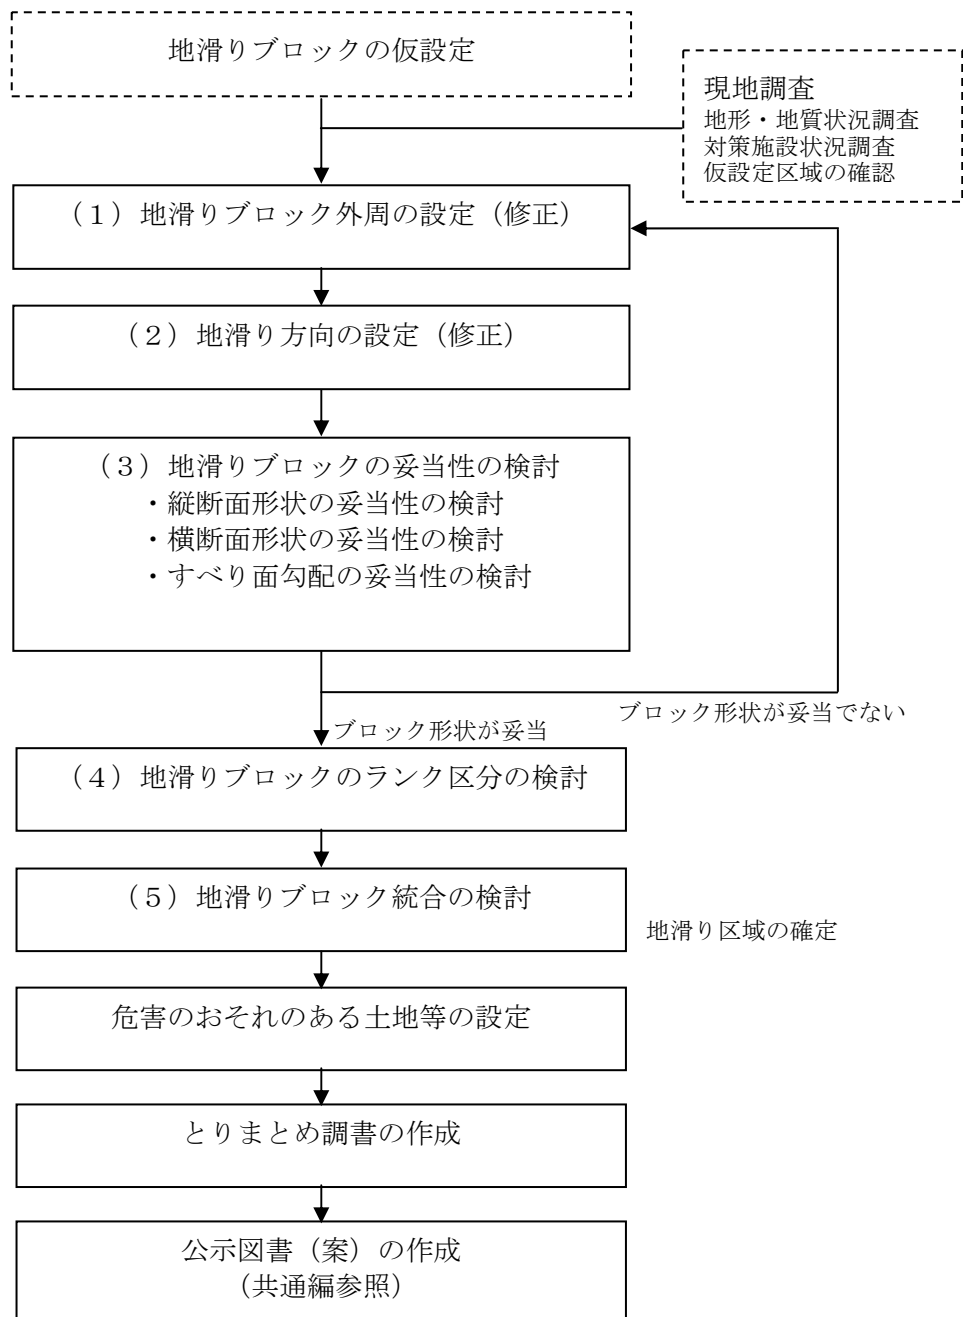 地滑りブロックの仮設定
現地調査
地形・地質状況調査
対策施設状況調査
仮設定区域の確認
（１）地滑りブロック外周の設定（修正）
（２）地滑り方向の設定（修正）
（３）地滑りブロックの妥当性の検討
・縦断面形状の妥当性の検討
・横断面形状の妥当性の検討
・すべり面勾配の妥当性の検討
ブロック形状が妥当でない
ブロック形状が妥当
（４）地滑りブロックのランク区分の検討
（５）地滑りブロック統合の検討
地滑り区域の確定
危害のおそれのある土地等の設定
とりまとめ調書の作成
公示図書（案）の作成
（共通編参照）